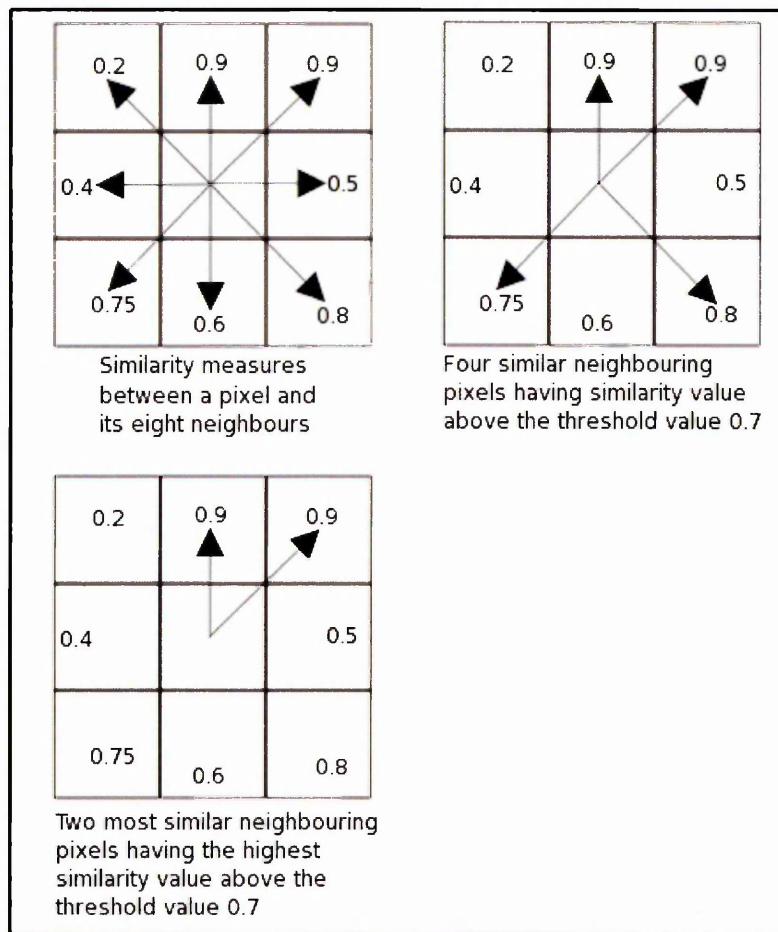 0.2 0.9 0.9
0.4 0.5
0.75 0.6 0.8
Similarity measures
between a pixel and
its eight neighbours
0.2 0.9 0.9
0.4 0.5
0.75 0.6 0.8
Four similar neighbouring
pixels having similarity value
above the threshold value 0.7
0.2 0.9 0.9
0.4 0.5
0.75 0.6 0.8
Two most similar neighbouring
pixels having the highest
similarity value above the
threshold value 0.7